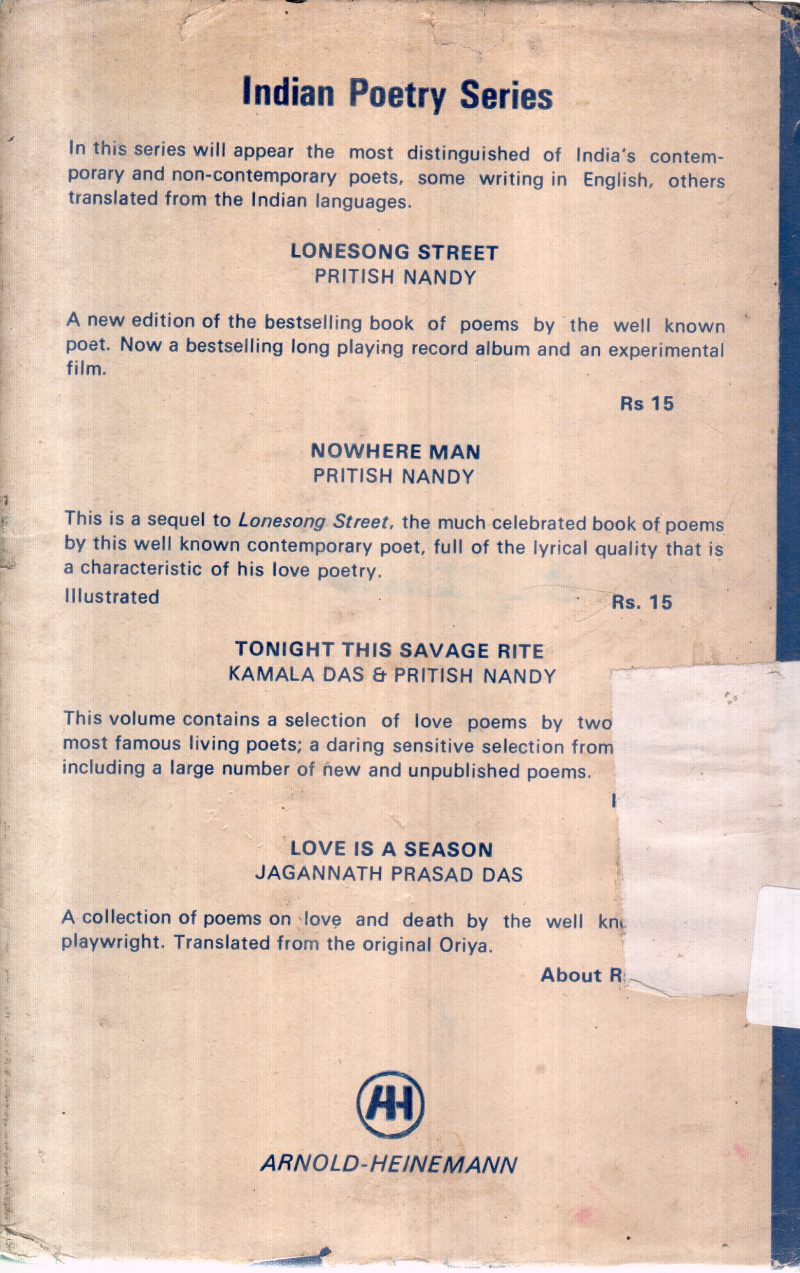 Indian Poetry Series
In this series will appear the most distinguished of India's contem-
porary and non-contemporary poets, some writing in English, others
translated from the Indian languages.
LONESONG STREET
PRITISH NANDY
A new edition of the bestselling book of poems by the well known
poet. Now a bestselling long playing record album and an experimental
film.
Rs 15
NOWHERE MAN
PRITISH NANDY
This is a sequel to Lonesong Street, the much celebrated book of poems
by this well known contemporary poet, full of the lyrical quality that is
a characteristic of his love poetry.
Illustrated
Rs. 15
TONIGHT THIS SAVAGE RITE
KAMALA DAS & PRITISH NANDY
This volume contains a selection of love poems by two
most famous living poets; a daring sensitive selection from
including a large number of new and unpublished poems.
LOVE IS A SEASON
JAGANNATH PRASAD DAS
A collection of poems on love and death by the well
playwright. Translated from the original Oriya.
About
AH
ARNOLD-HEINEMANN